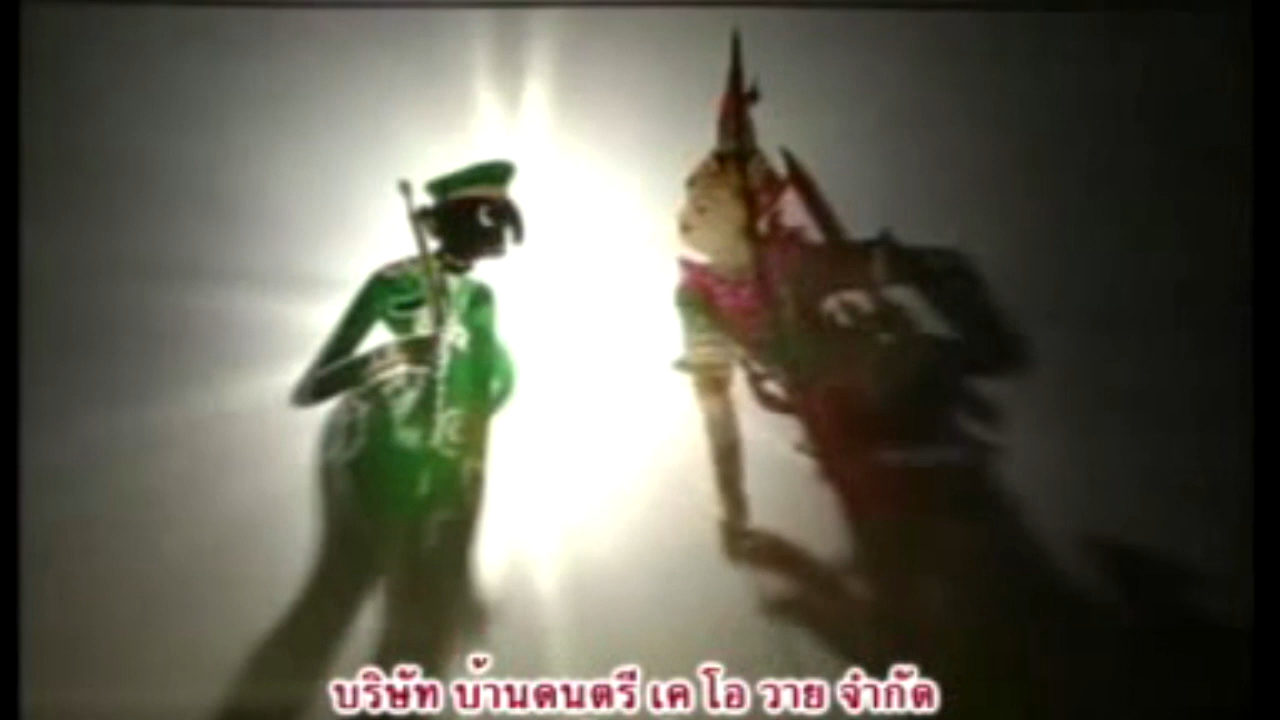 บริษัท บ้านดนตรี เค โอ วาย จำกัด